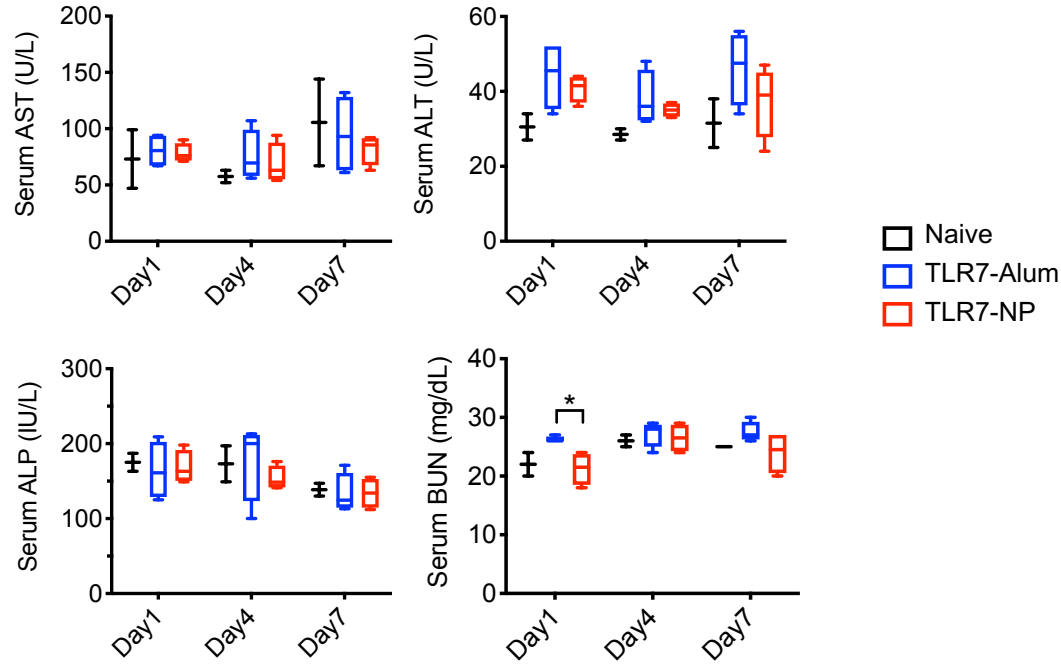 Serum AST (U/L)
200
150
100
50
0
Day1
Day4
Day7
Serum ALT (U/L)
60
40
20
0
Day1
Day4
Day7
Naive
TLR7-Alum
TLR7-NP
Serum ALP (IU/L)
300
200
100
0
Day1
Day4
Day7
Serum BUN (mg/dL)
40
30
20
10
0
*
Day1
Day4
Day7